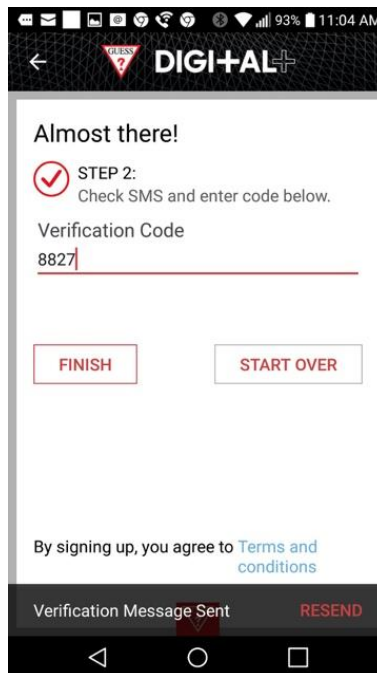 93% 11:04 AM
GUESS
?
DIGI+AL+
Almost there!
STEP 2:
Check SMS and enter code below.
Verification Code
8827
FINISH
START OVER
By signing up, you agree to Terms and
conditions
Verification Message Sent
RESEND